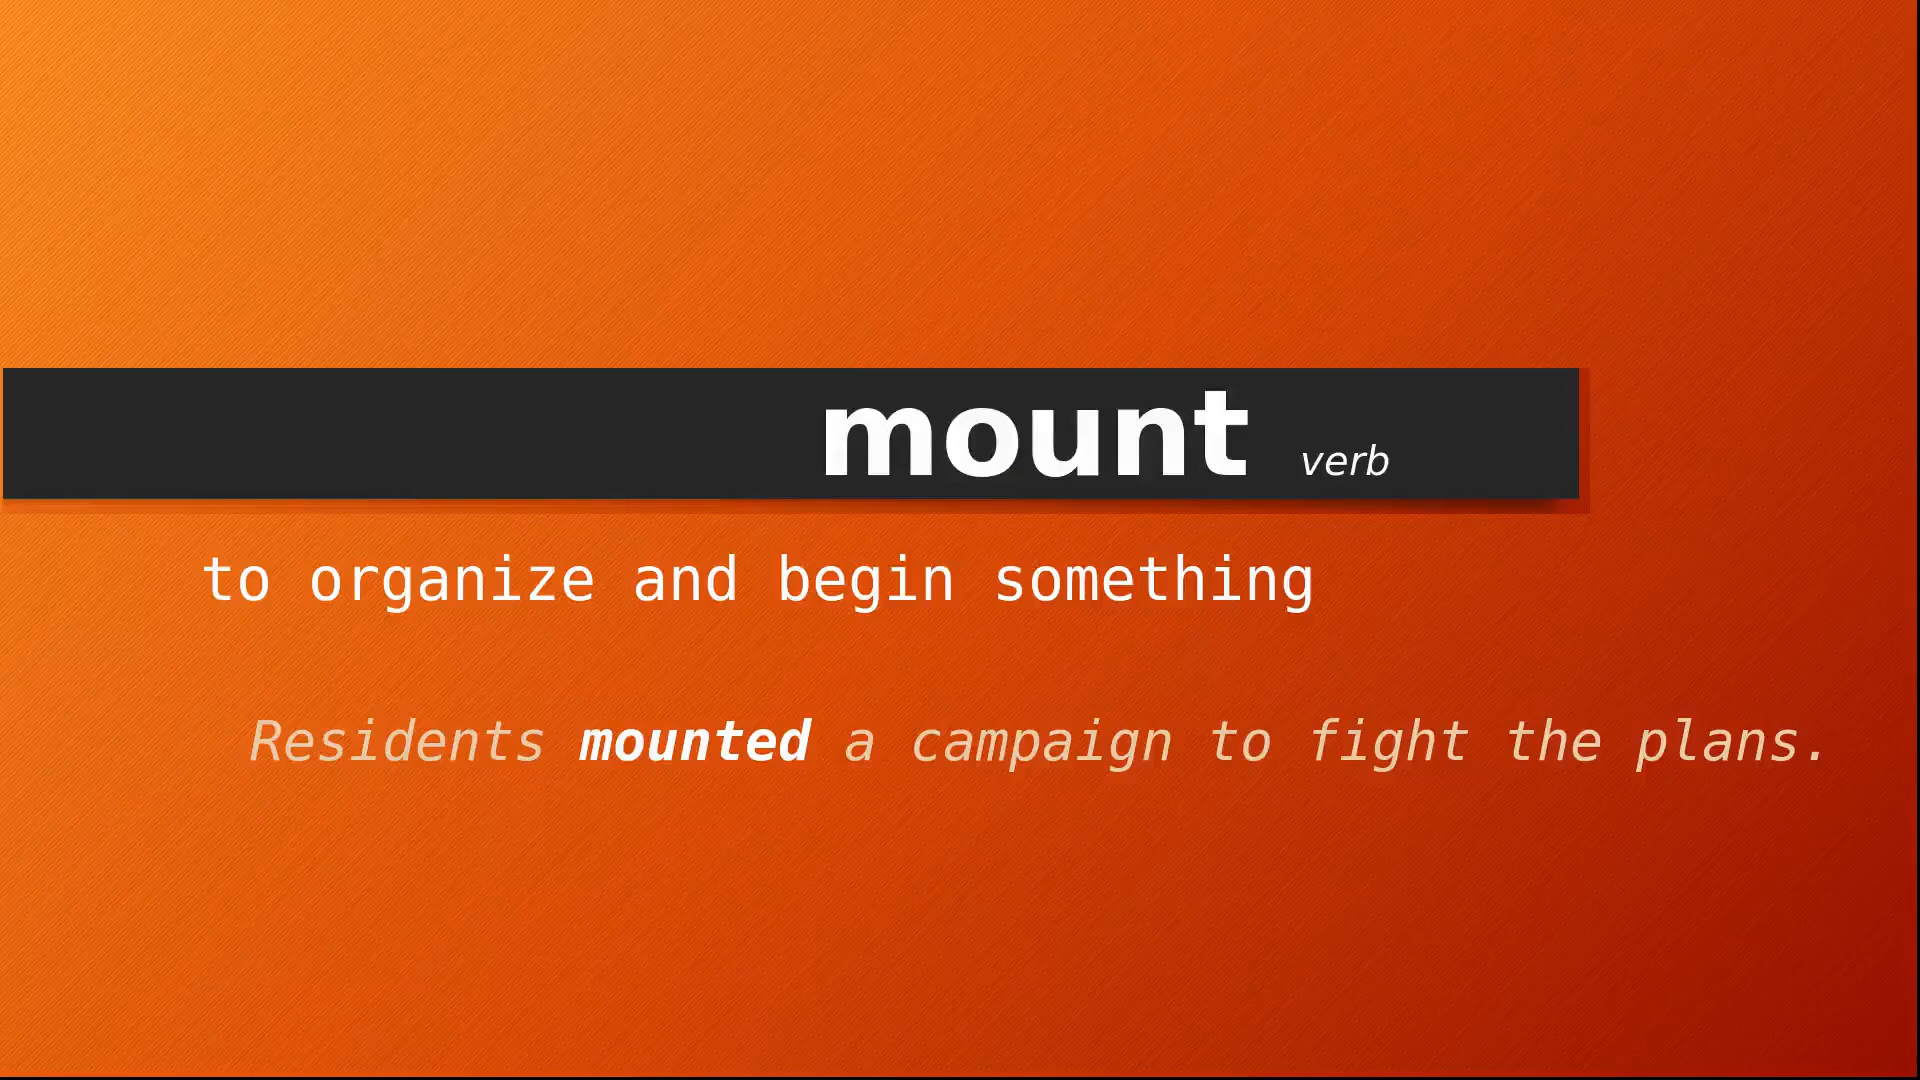 mount verb
to organize and begin something
Residents mounted a campaign to fight the plans.